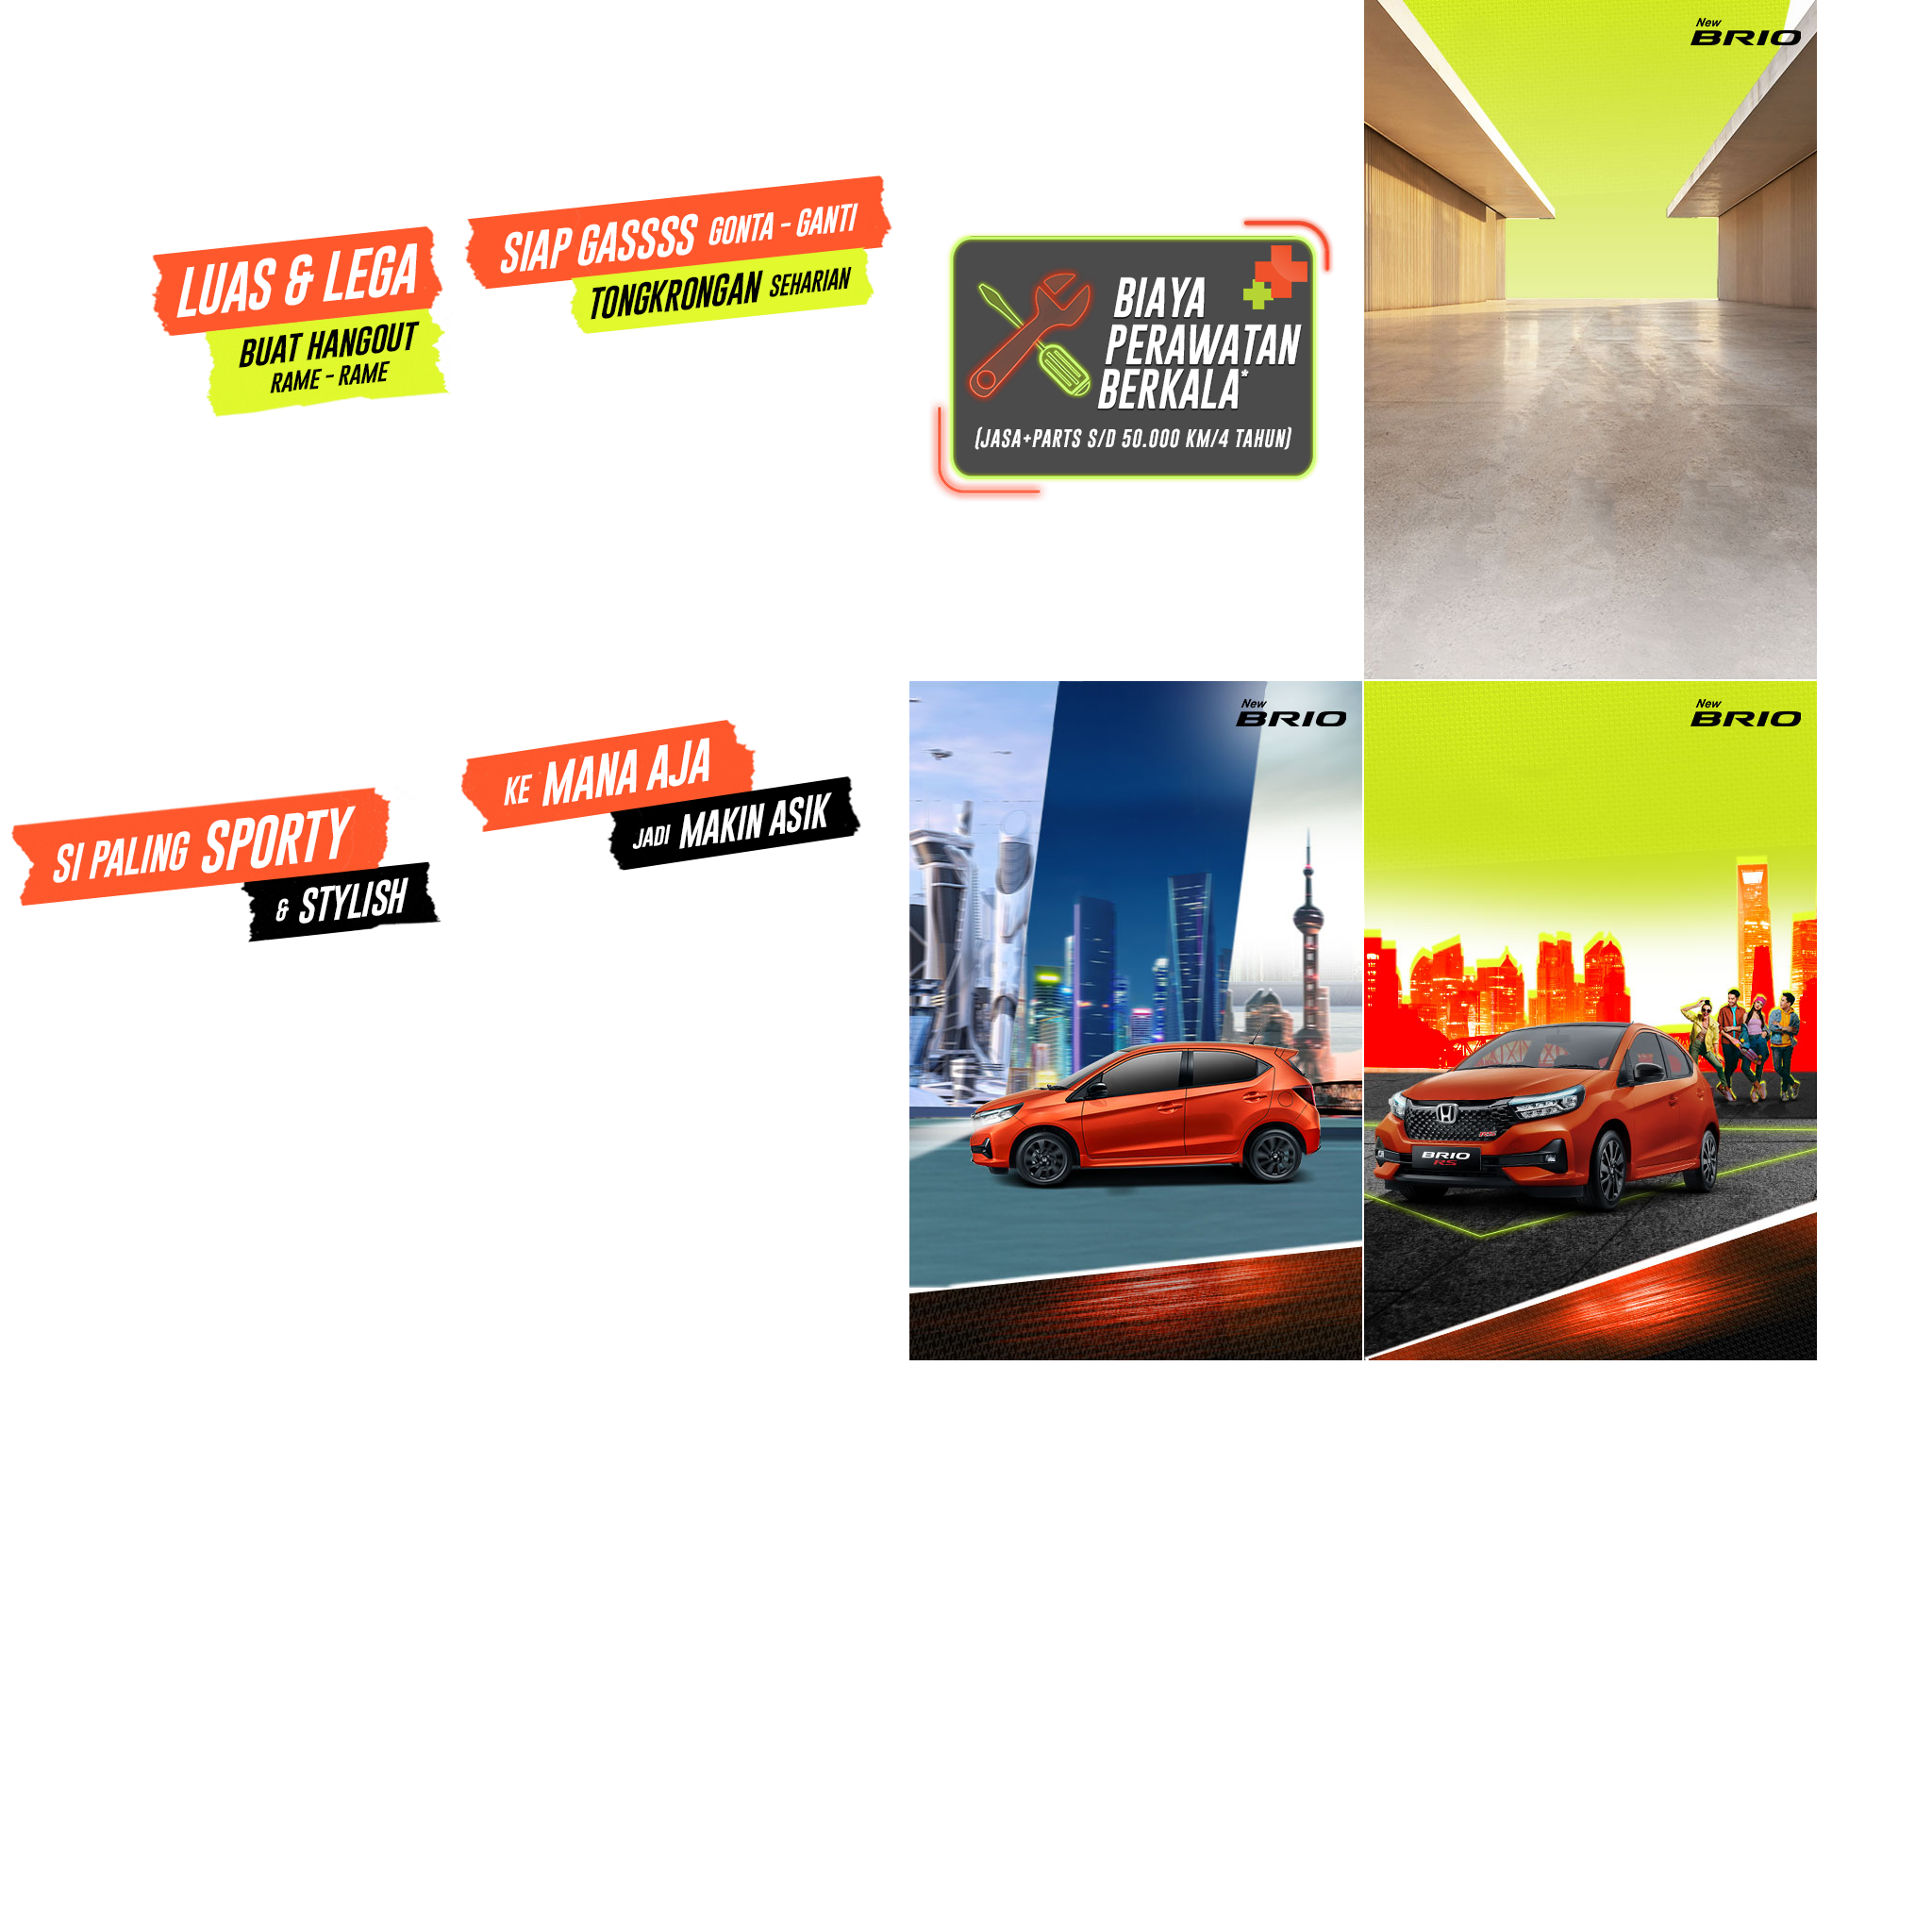 New
BRIO
LUAS & LEGA
BUAT HANGOUT
RAME - RAME
SIAP GASSSS GONTA - GANTI
TONGKRONGAN SEHARIAN
BIAYA
PERAWATAN
BERKALA*
(JASA+PARTS S/D 50.000 KM/4 TAHUN)
SI PALING SPORTY
& STYLISH
KE MANA AJA
JADI MAKIN ASIK
New
BRIO
New
BRIO
RS
BRIO
RS